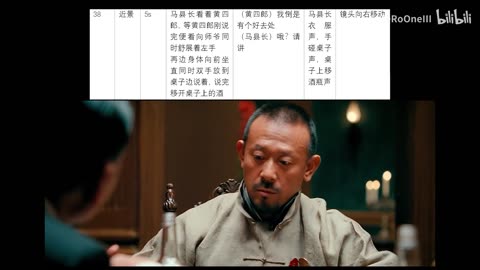 38
近景
5s
马县长看着黄四
郎，等黄四郎刚说
完便看向师爷同
时舒展着左手
再边身体向前坐
直同时双手放到
桌子边说着，说完
移开桌子上的酒
（黄四郎）我倒是
有个好去处
（马县长）哦？请
讲
马县长
衣服
声，手
碰桌子
声，桌
子上移
酒瓶声
镜头向右移动
RoOneIII
bilibili